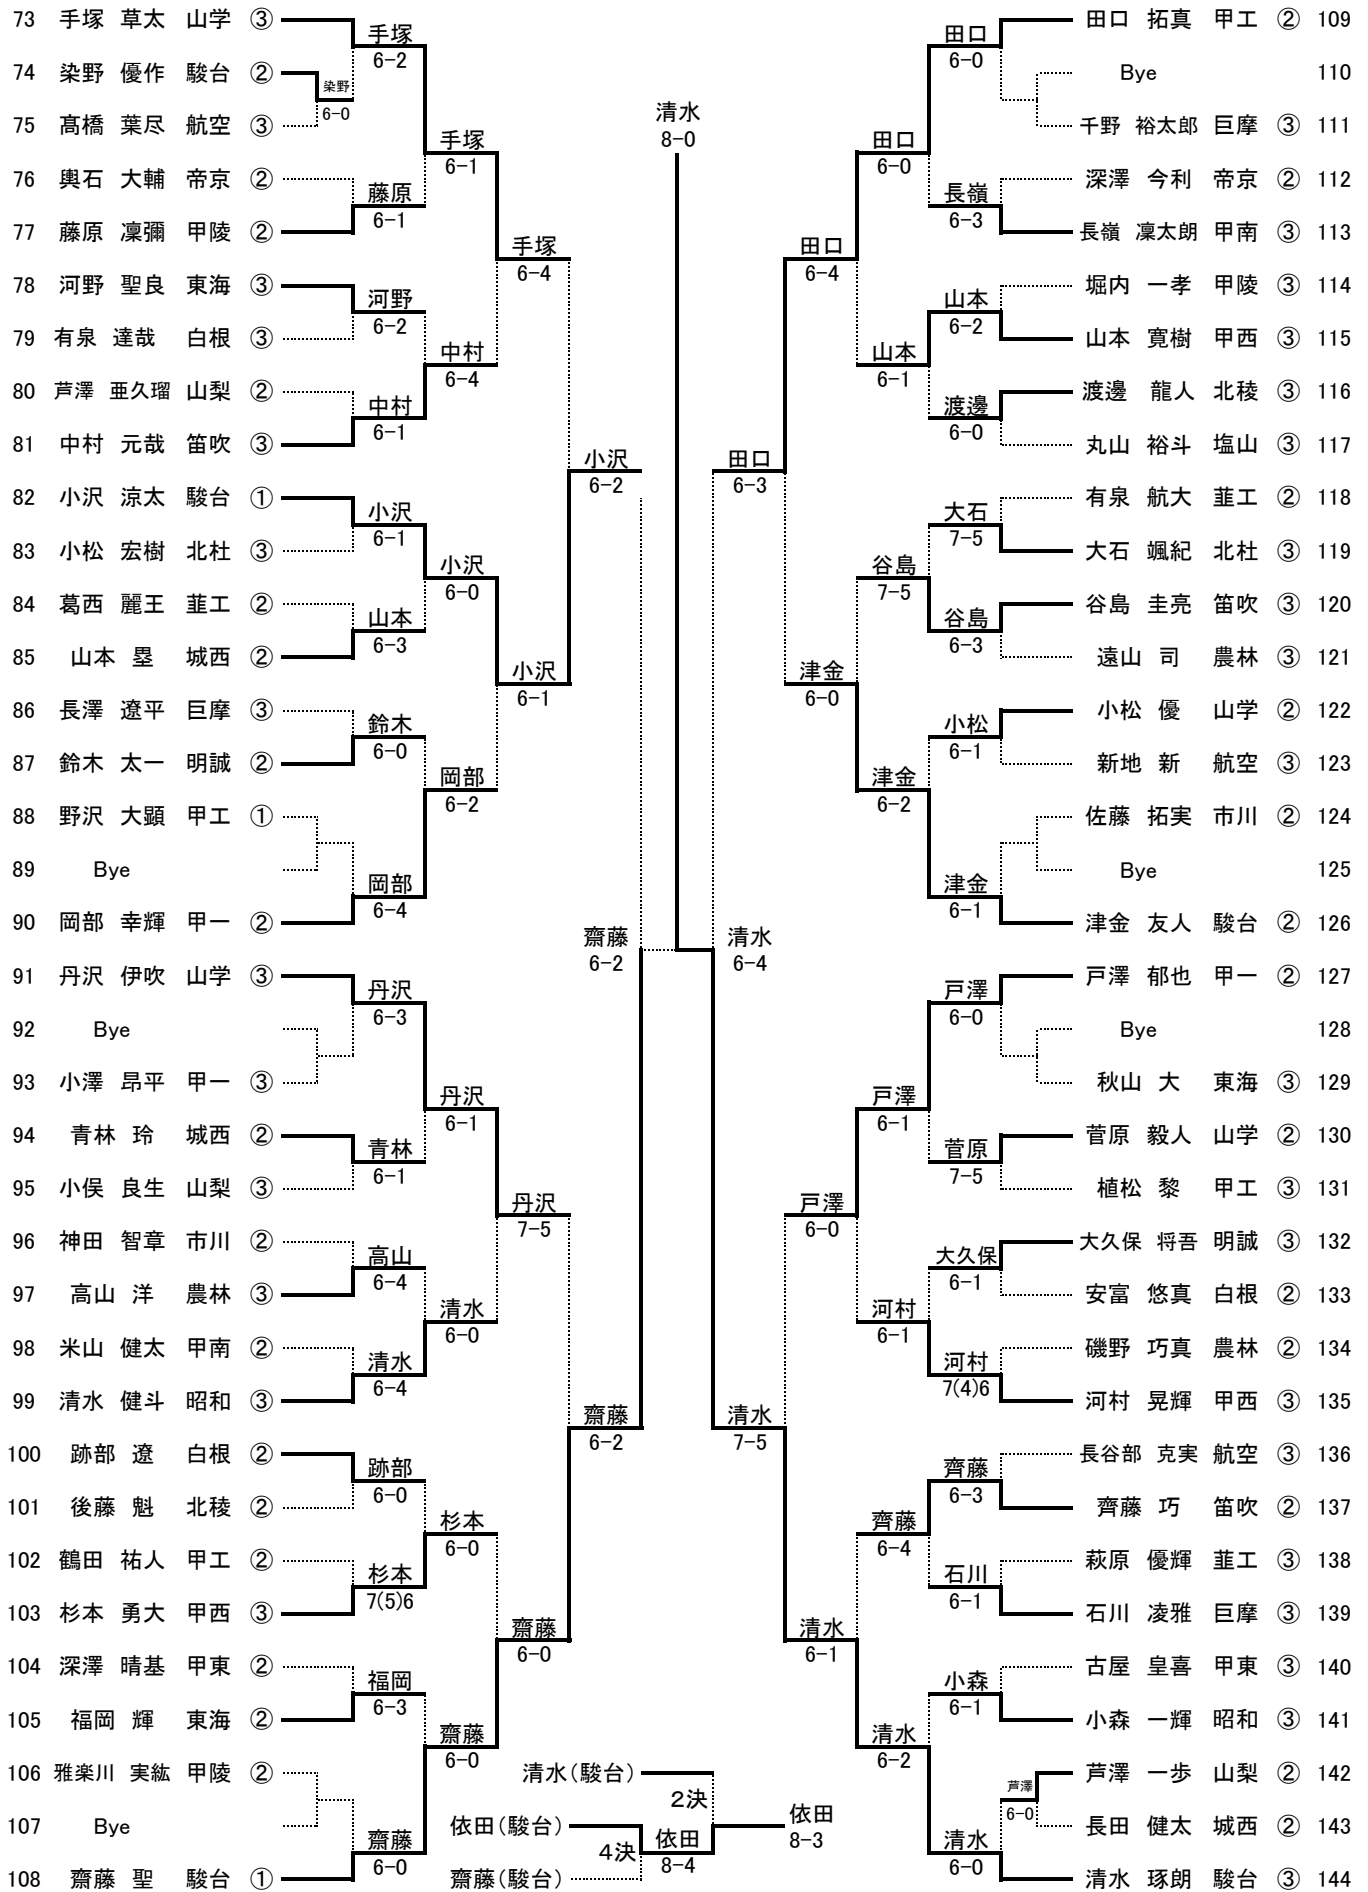 73 手塚 草太 山学 ③
74 染野 優作 駿台 ②
75 髙橋 葉尽 航空 ③
76 輿石 大輔 帝京 ②
77 藤原 凜彌 甲陵 ②
78 河野 聖良 東海 ③
79 有泉 達哉 白根 ③
80 芦澤 亜久瑠 山梨 ②
81 中村 元哉 笛吹 ③
82 小沢 涼太 駿台 ①
83 小松 宏樹 北杜 ③
84 葛西 麗王 韮工 ②
85 山本 塁 城西 ②
86 長澤 遼平 巨摩 ③
87 鈴木 太一 明誠 ②
88 野沢 大顕 甲工 ①
89 Bye
90 岡部 幸輝 甲一 ②
91 丹沢 伊吹 山学 ③
92 Bye
93 小澤 昂平 甲一 ③
94 青林 玲 城西 ②
95 小俣 良生 山梨 ③
96 神田 智章 市川 ②
97 高山 洋 農林 ③
98 米山 健太 甲南 ②
99 清水 健斗 昭和 ③
100 跡部 遼 白根 ②
101 後藤 魁 北稜 ②
102 鶴田 祐人 甲工 ②
103 杉本 勇大 甲西 ③
104 深澤 晴基 甲東 ②
105 福岡 輝 東海 ②
106 雅楽川 実紘 甲陵 ②
107 Bye
108 齋藤 聖 駿台 ①
染野
6-0
手塚
6-2
藤原
6-1
河野
6-2
中村
6-1
小沢
6-1
山本
6-3
鈴木
6-0
岡部
6-4
丹沢
6-3
青林
6-1
高山
6-4
清水
6-4
跡部
6-0
杉本
7(5)6
福岡
6-3
齋藤
6-0
手塚
6-1
中村
6-4
小沢
6-0
岡部
6-2
丹沢
6-1
清水
6-0
杉本
6-0
齋藤
6-0
手塚
6-4
小沢
6-1
丹沢
7-5
齋藤
6-0
小沢
6-2
齋藤
6-2
齋藤
6-2
清水
8-0
清水
6-4
田口
6-3
清水
7-5
田口
6-4
津金
6-0
戸澤
6-0
清水
6-1
田口
6-0
山本
6-1
谷島
7-5
津金
6-2
戸澤
6-1
河村
6-1
齊藤
6-4
清水
6-2
田口
6-0
長嶺
6-3
山本
6-2
渡邊
6-0
大石
7-5
谷島
6-3
小松
6-1
津金
6-1
戸澤
6-0
菅原
7-5
大久保
6-1
河村
7(4)6
齊藤
6-3
石川
6-1
小森
6-1
芦澤
6-0
清水
6-0
田口 拓真 甲工 ② 109
Bye 110
千野 裕太郎 巨摩 ③ 111
深澤 今利 帝京 ② 112
長嶺 凜太朗 甲南 ③ 113
堀内 一孝 甲陵 ③ 114
山本 寛樹 甲西 ③ 115
渡邊 龍人 北稜 ③ 116
丸山 裕斗 塩山 ③ 117
有泉 航大 韮工 ② 118
大石 颯紀 北杜 ③ 119
谷島 圭亮 笛吹 ③ 120
遠山 司 農林 ③ 121
小松 優 山学 ② 122
新地 新 航空 ③ 123
佐藤 拓実 市川 ② 124
Bye 125
津金 友人 駿台 ② 126
戸澤 郁也 甲一 ② 127
Bye 128
秋山 大 東海 ③ 129
菅原 毅人 山学 ② 130
植松 黎 甲工 ③ 131
大久保 将吾 明誠 ③ 132
安富 悠真 白根 ② 133
磯野 巧真 農林 ② 134
河村 晃輝 甲西 ③ 135
長谷部 克実 航空 ③ 136
齊藤 巧 笛吹 ② 137
萩原 優輝 韮工 ③ 138
石川 凌雅 巨摩 ③ 139
古屋 皇喜 甲東 ③ 140
小森 一輝 昭和 ③ 141
芦澤 一歩 山梨 ② 142
長田 健太 城西 ② 143
清水 琢朗 駿台 ③ 144
清水(駿台)
2決
依田(駿台)
依田
8-4
依田
8-3
4決
齋藤(駿台)